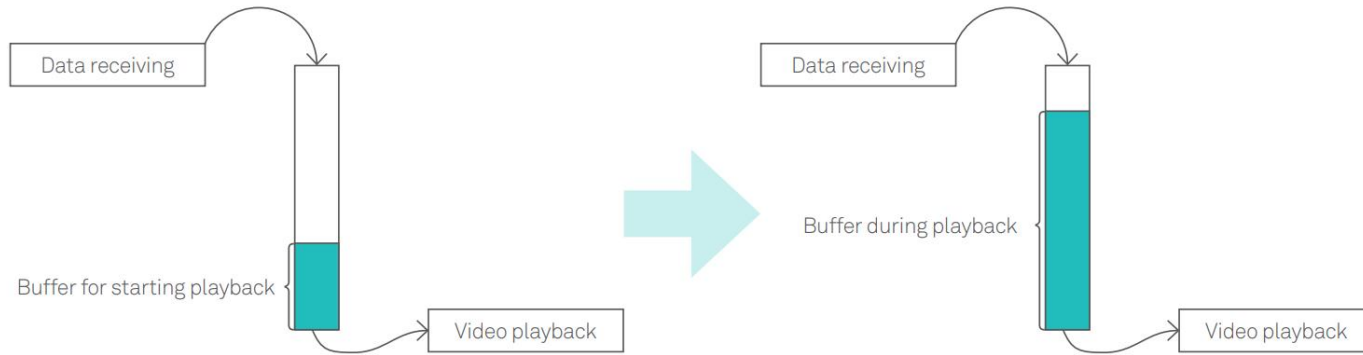 Data receiving
Buffer for starting playback
Video playback
Data receiving
Buffer during playback
Video playback